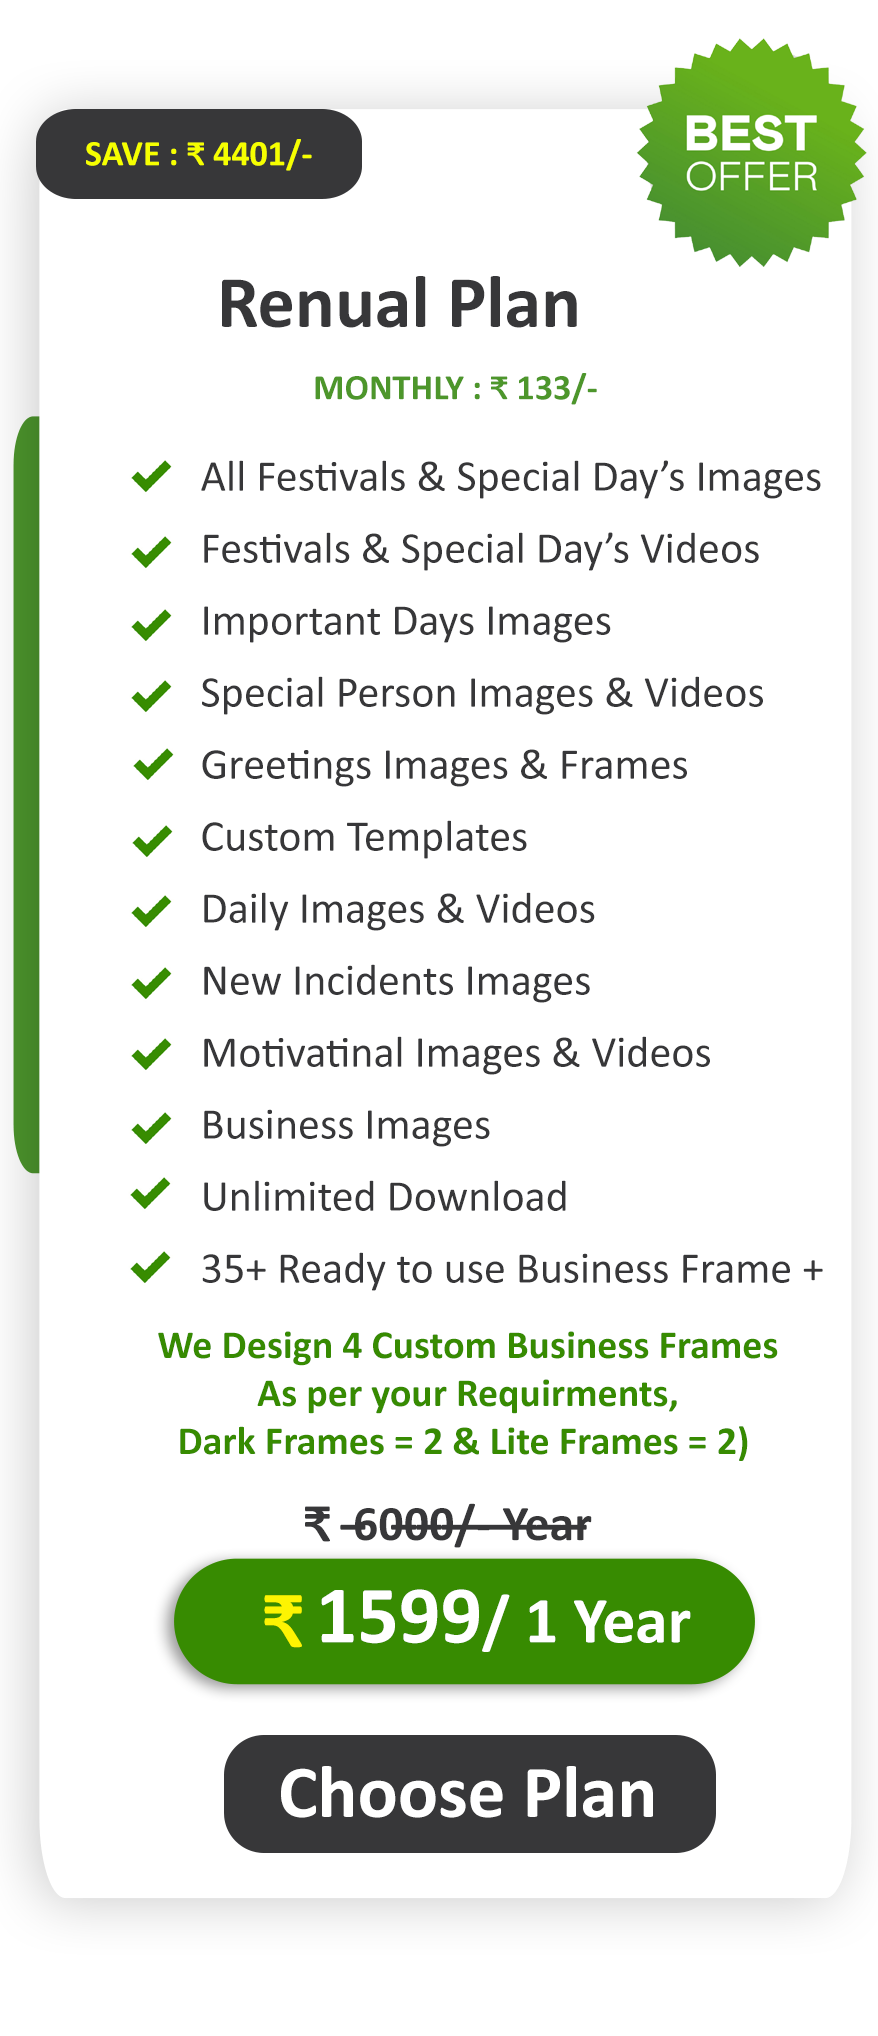 SAVE : ₹ 4401/-
BEST
OFFER
Renual Plan
MONTHLY : ₹ 133/-
All Festivals & Special Day’s Images
Festivals & Special Day’s Videos
Important Days Images
Special Person Images & Videos
Greetings Images & Frames
Custom Templates
Daily Images & Videos
New Incidents Images
Motivatinal Images & Videos
Business Images
Unlimited Download
35+ Ready to use Business Frame +
We Design 4 Custom Business Frames
As per your Requirments,
Dark Frames = 2 & Lite Frames = 2)
₹ 6000/- Year
₹ 1599/ 1 Year
Choose Plan